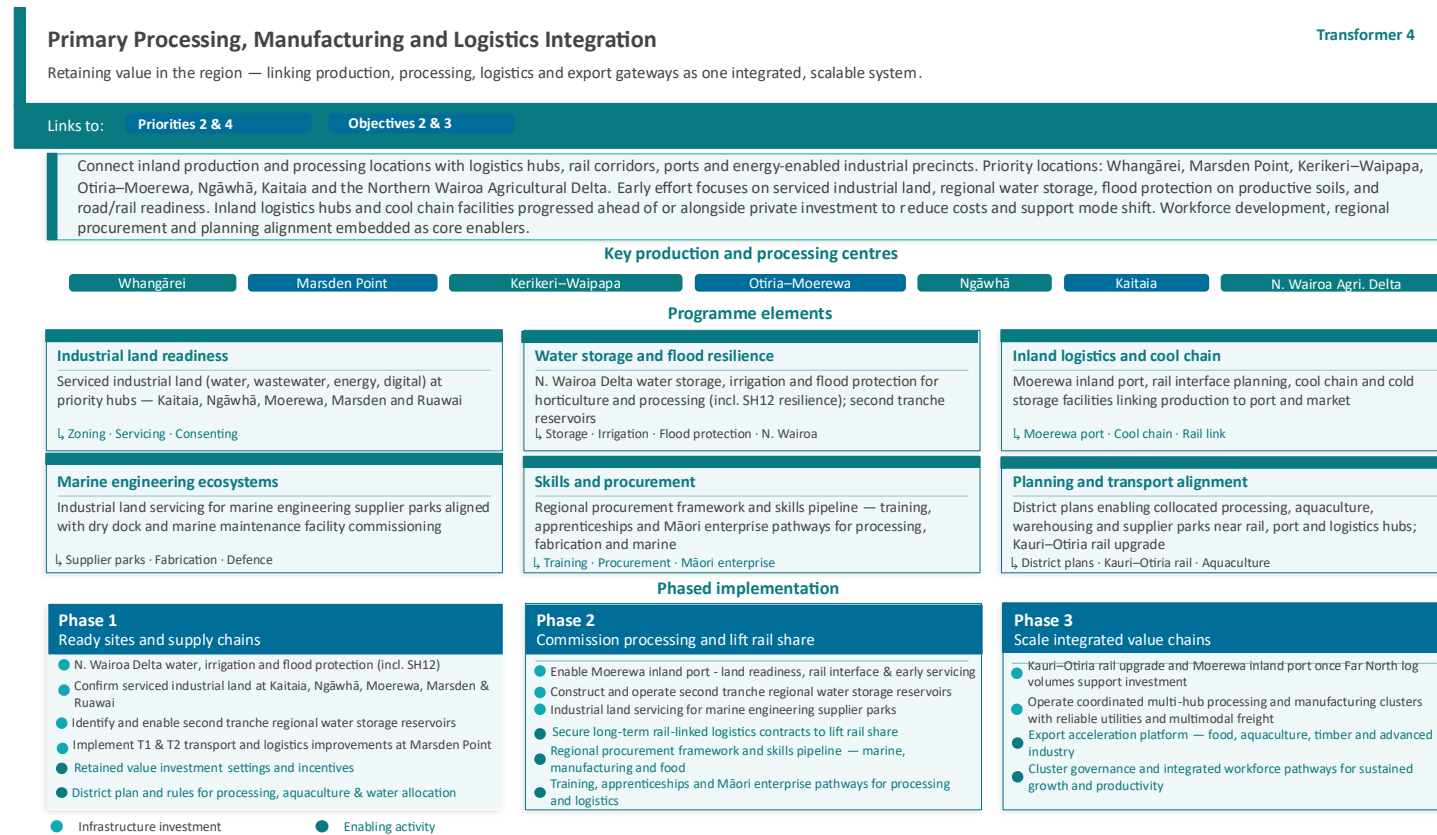 Primary Processing, Manufacturing and Logistics Integration
Transformer 4
Retaining value in the region — linking production, processing, logistics and export gateways as one integrated, scalable system.
Links to:
Priorities 2 & 4
Objectives 2 & 3
Connect inland production and processing locations with logistics hubs, rail corridors, ports and energy-enabled industrial precincts. Priority locations: Whangārei, Marsden Point, Kerikeri–Waipapa,
Otiria–Moerewa, Ngāwhā, Kaitaia and the Northern Wairoa Agricultural Delta. Early effort focuses on serviced industrial land, regional water storage, flood protection on productive soils, and
road/rail readiness. Inland logistics hubs and cool chain facilities progressed ahead of or alongside private investment to reduce costs and support mode shift. Workforce development, regional
procurement and planning alignment embedded as core enablers.
Key production and processing centres
Whangārei
Marsden Point
Kerikeri–Waipapa
Otiria–Moerewa
Ngāwhā
Kaitaia
N. Wairoa Agri. Delta
Programme elements
Industrial land readiness
Serviced industrial land (water, wastewater, energy, digital) at
priority hubs — Kaitaia, Ngāwhā, Moerewa, Marsden and Ruawai
↳ Zoning · Servicing · Consenting
Water storage and flood resilience
N. Wairoa Delta water storage, irrigation and flood protection for
horticulture and processing (incl. SH12 resilience); second tranche
reservoirs
↳ Storage · Irrigation · Flood protection · N. Wairoa
Inland logistics and cool chain
Moerewa inland port, rail interface planning, cool chain and cold
storage facilities linking production to port and market
↳ Moerewa port · Cool chain · Rail link
Marine engineering ecosystems
Industrial land servicing for marine engineering supplier parks aligned
with dry dock and marine maintenance facility commissioning
↳ Supplier parks · Fabrication · Defence
Skills and procurement
Regional procurement framework and skills pipeline — training,
apprenticeships and Māori enterprise pathways for processing,
fabrication and marine
↳ Training · Procurement · Māori enterprise
Planning and transport alignment
District plans enabling collocated processing, aquaculture,
warehousing and supplier parks near rail, port and logistics hubs;
Kauri–Otiria rail upgrade
↳ District plans · Kauri–Otiria rail · Aquaculture
Phased implementation
Phase 1
Ready sites and supply chains
N. Wairoa Delta water, irrigation and flood protection (incl. SH12)
Confirm serviced industrial land at Kaitaia, Ngāwhā, Moerewa, Marsden &
Ruawai
Identify and enable second tranche regional water storage reservoirs
Implement T1 & T2 transport and logistics improvements at Marsden Point
Retained value investment settings and incentives
District plan and rules for processing, aquaculture & water allocation
Phase 2
Commission processing and lift rail share
Enable Moerewa inland port - land readiness, rail interface & early servicing
Construct and operate second tranche regional water storage reservoirs
Industrial land servicing for marine engineering supplier parks
Secure long-term rail-linked logistics contracts to lift rail share
Regional procurement framework and skills pipeline — marine,
manufacturing and food
Training, apprenticeships and Māori enterprise pathways for processing
and logistics
Phase 3
Scale integrated value chains
Kauri–Otiria rail upgrade and Moerewa inland port once Far North log
volumes support investment
Operate coordinated multi-hub processing and manufacturing clusters
with reliable utilities and multimodal freight
Export acceleration platform — food, aquaculture, timber and advanced
industry
Cluster governance and integrated workforce pathways for sustained
growth and productivity
Infrastructure investment
Enabling activity